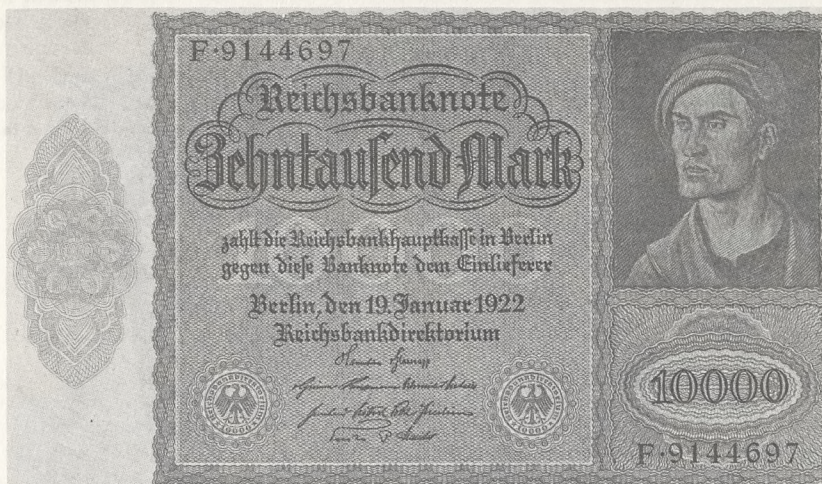 F·9144697
Reichsbanknote
Zehntausend Mark
zahlt die Reichsbankhauptkasse in Berlin
gegen diese Banknote dem Einlieferer
Berlin, den 19. Januar 1922
Reichsbankdirektorium
10000
F·9144697